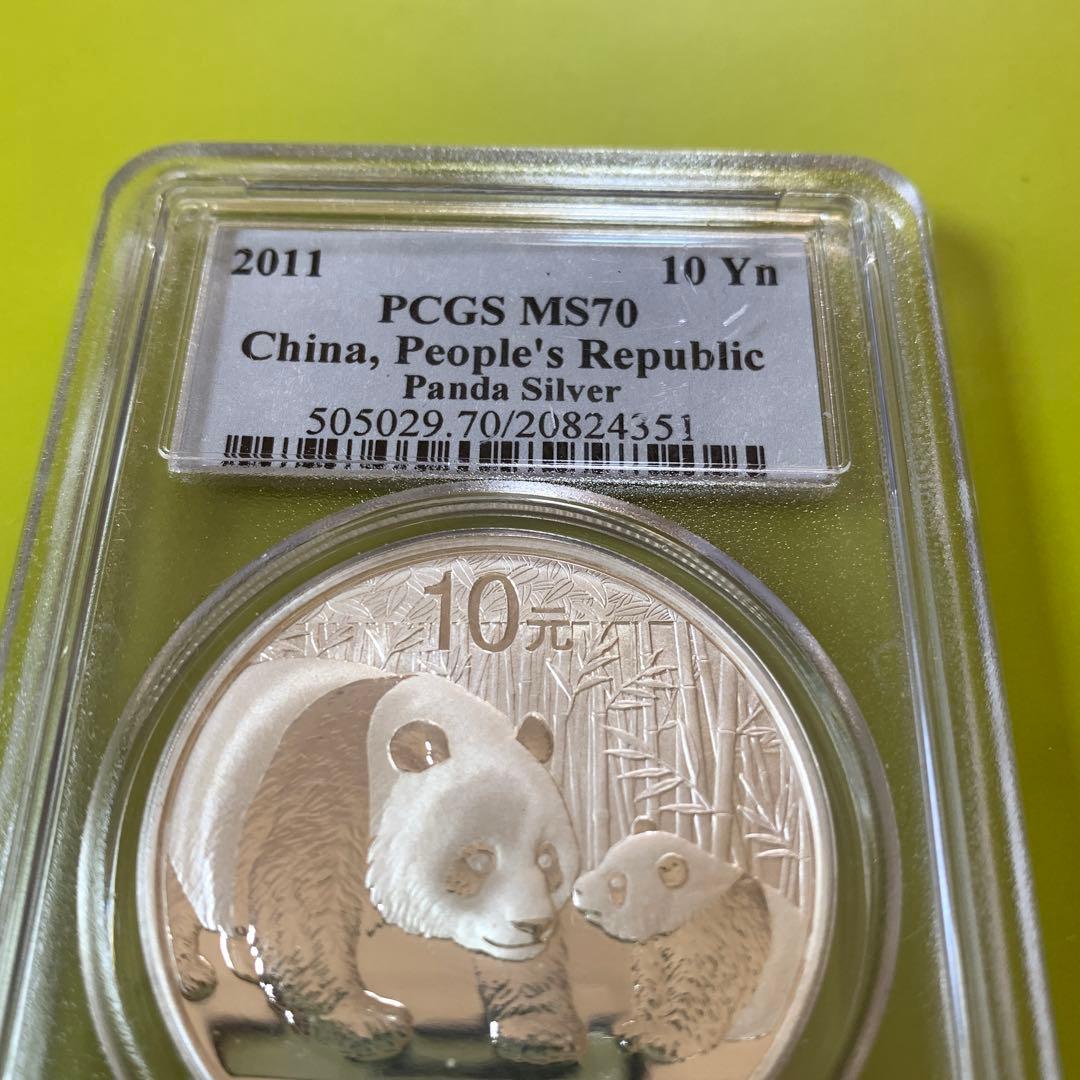 2011 10 Yn
PCGS MS70
China, People's Republic
Panda Silver
505029.70/20824351
10元